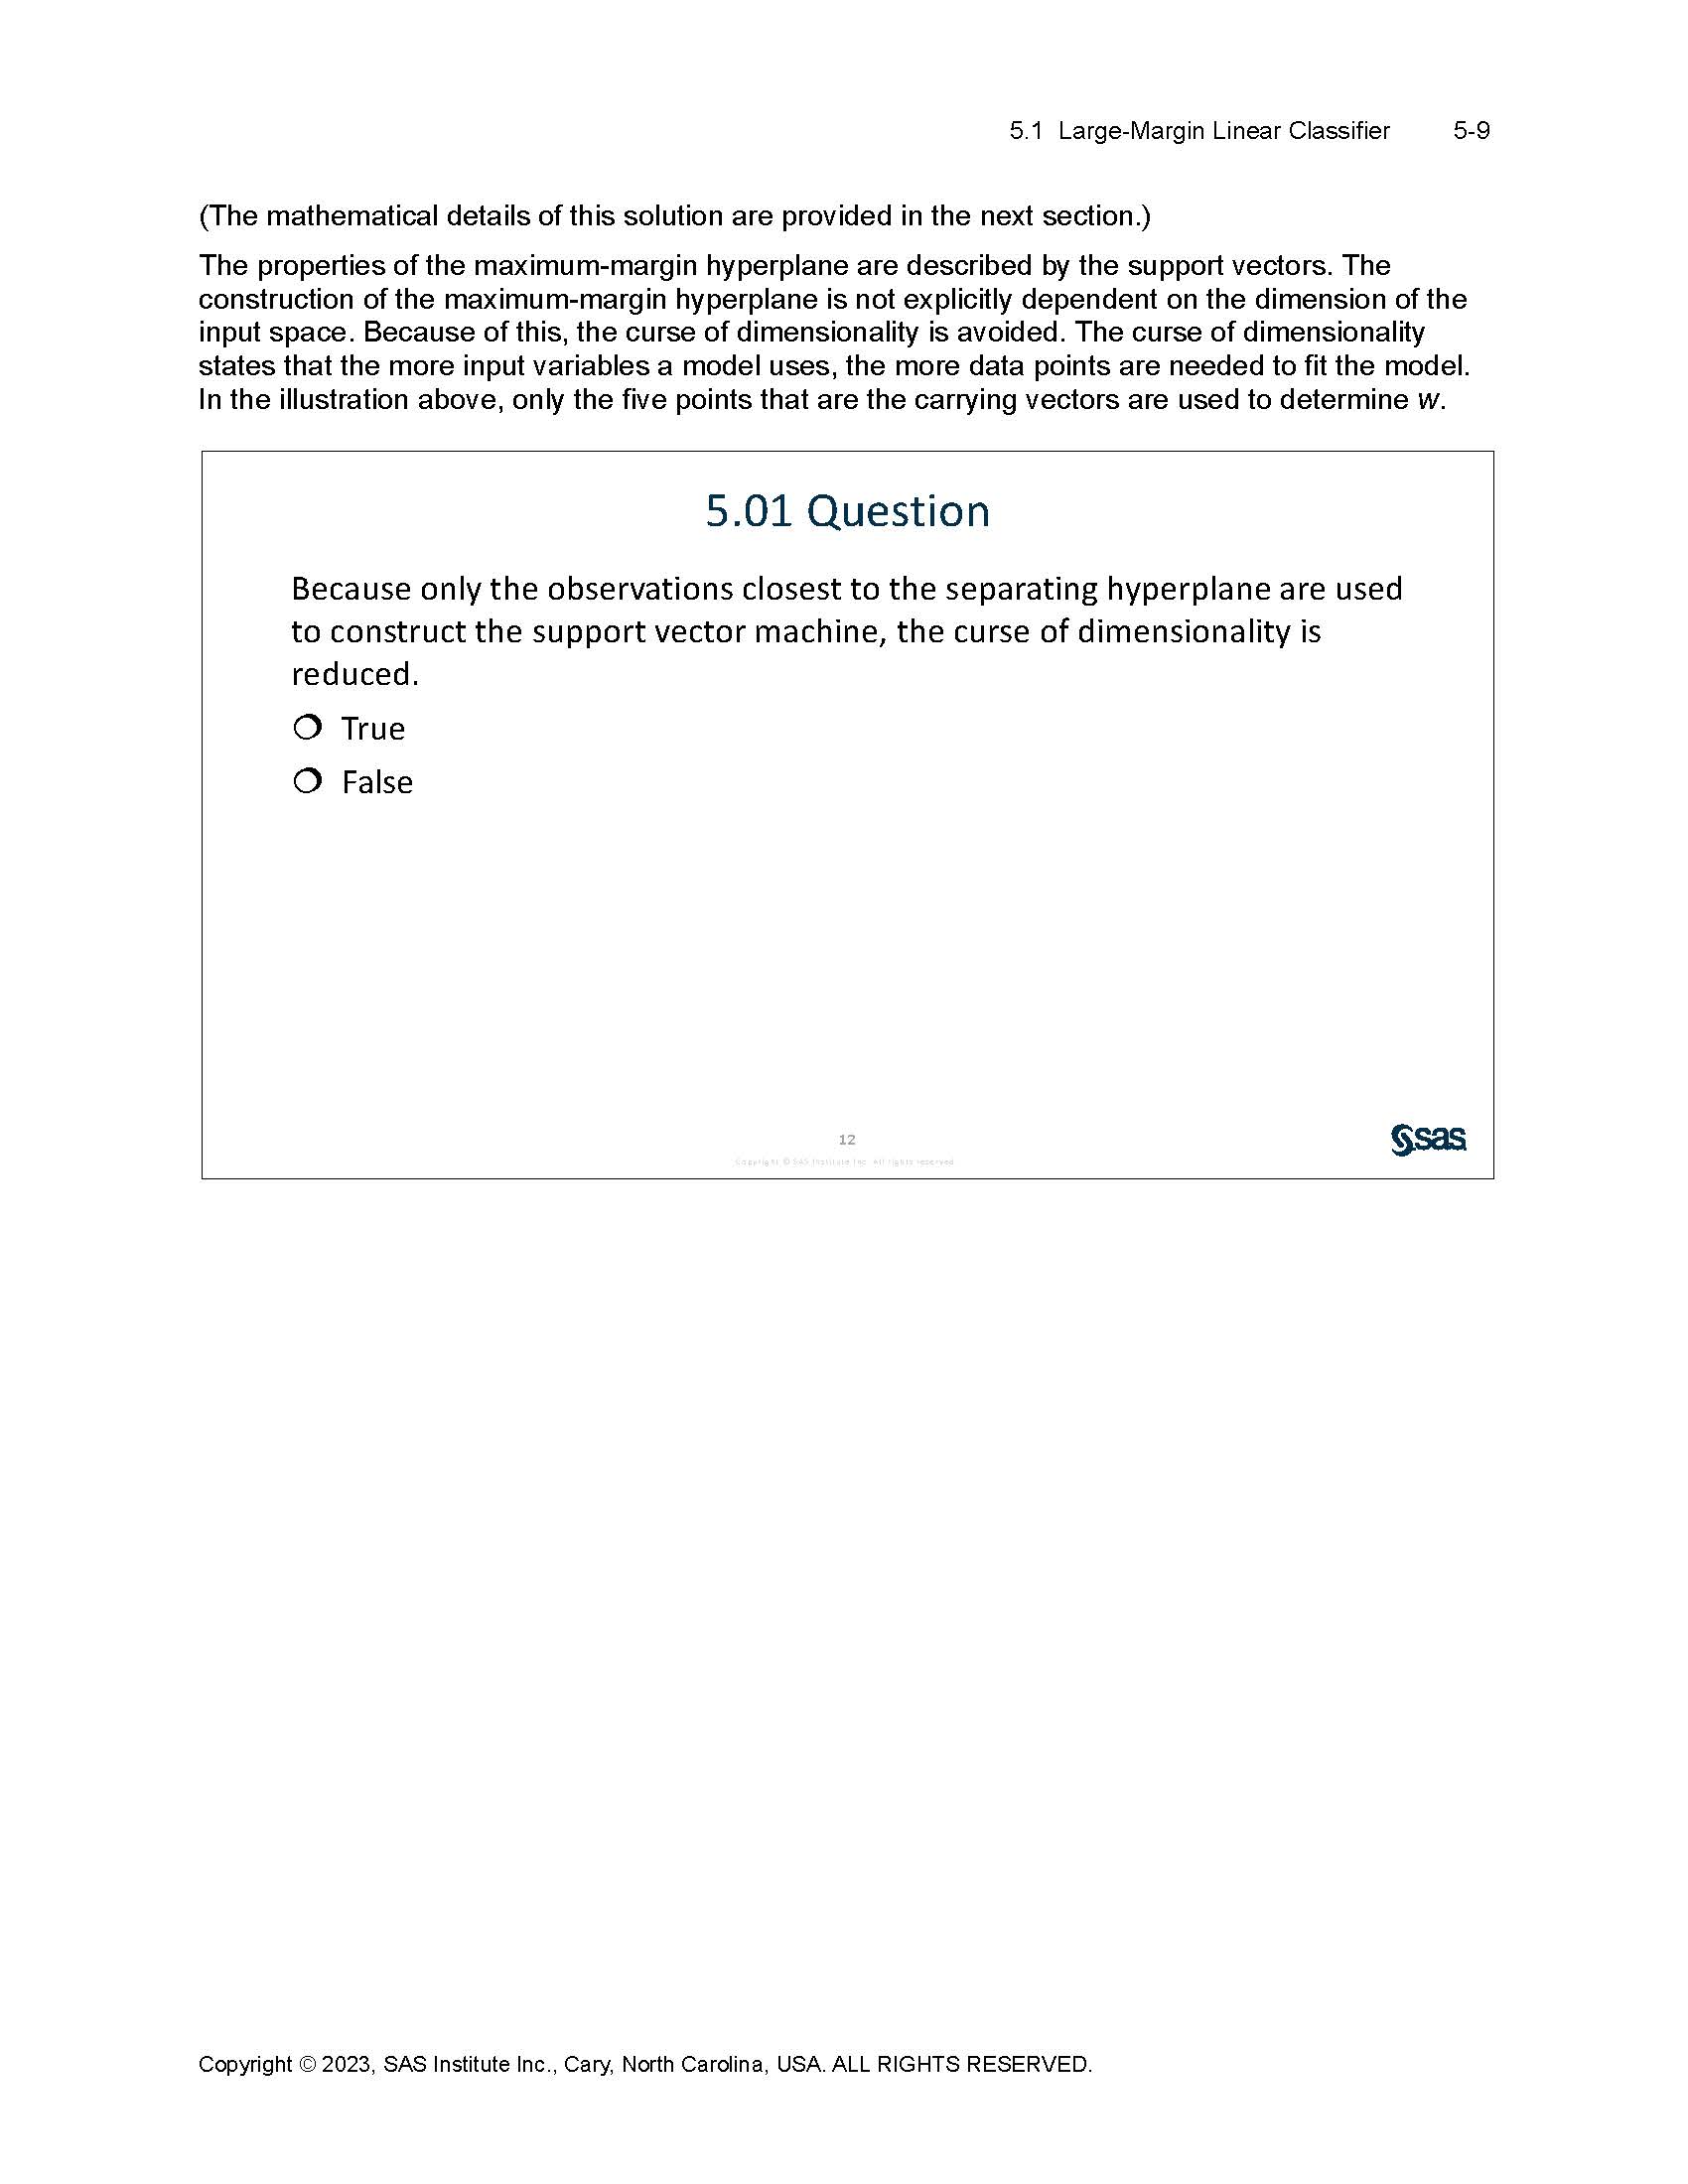 5.1 Large-Margin Linear Classifier 5-9
(The mathematical details of this solution are provided in the next section.)
The properties of the maximum-margin hyperplane are described by the support vectors. The
construction of the maximum-margin hyperplane is not explicitly dependent on the dimension of the
input space. Because of this, the curse of dimensionality is avoided. The curse of dimensionality
states that the more input variables a model uses, the more data points are needed to fit the model.
In the illustration above, only the five points that are the carrying vectors are used to determine w.
5.01 Question
Because only the observations closest to the separating hyperplane are used
to construct the support vector machine, the curse of dimensionality is
reduced.
True
False
12
Copyright © SAS Institute Inc. All rights reserved.
sas
Copyright © 2023, SAS Institute Inc., Cary, North Carolina, USA. ALL RIGHTS RESERVED.